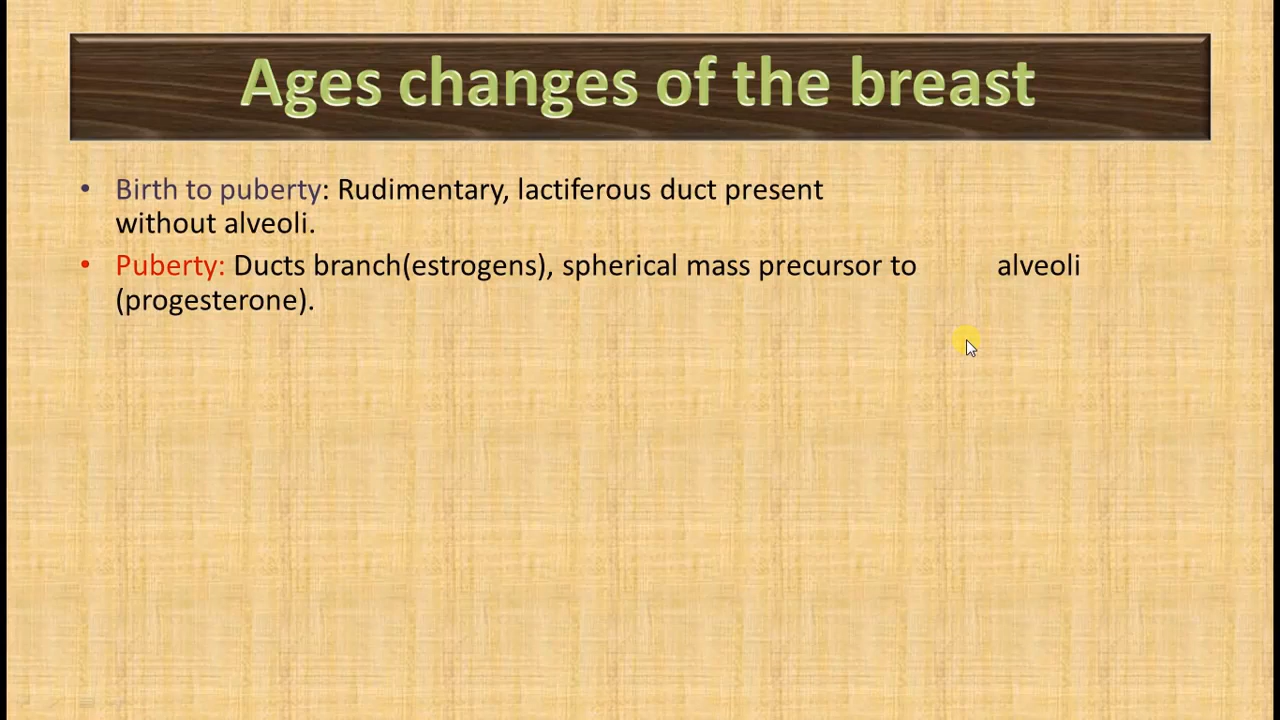 Ages changes of the breast
• Birth to puberty: Rudimentary, lactiferous duct present
without alveoli.
• Puberty: Ducts branch(estrogens), spherical mass precursor to alveoli
(progesterone).